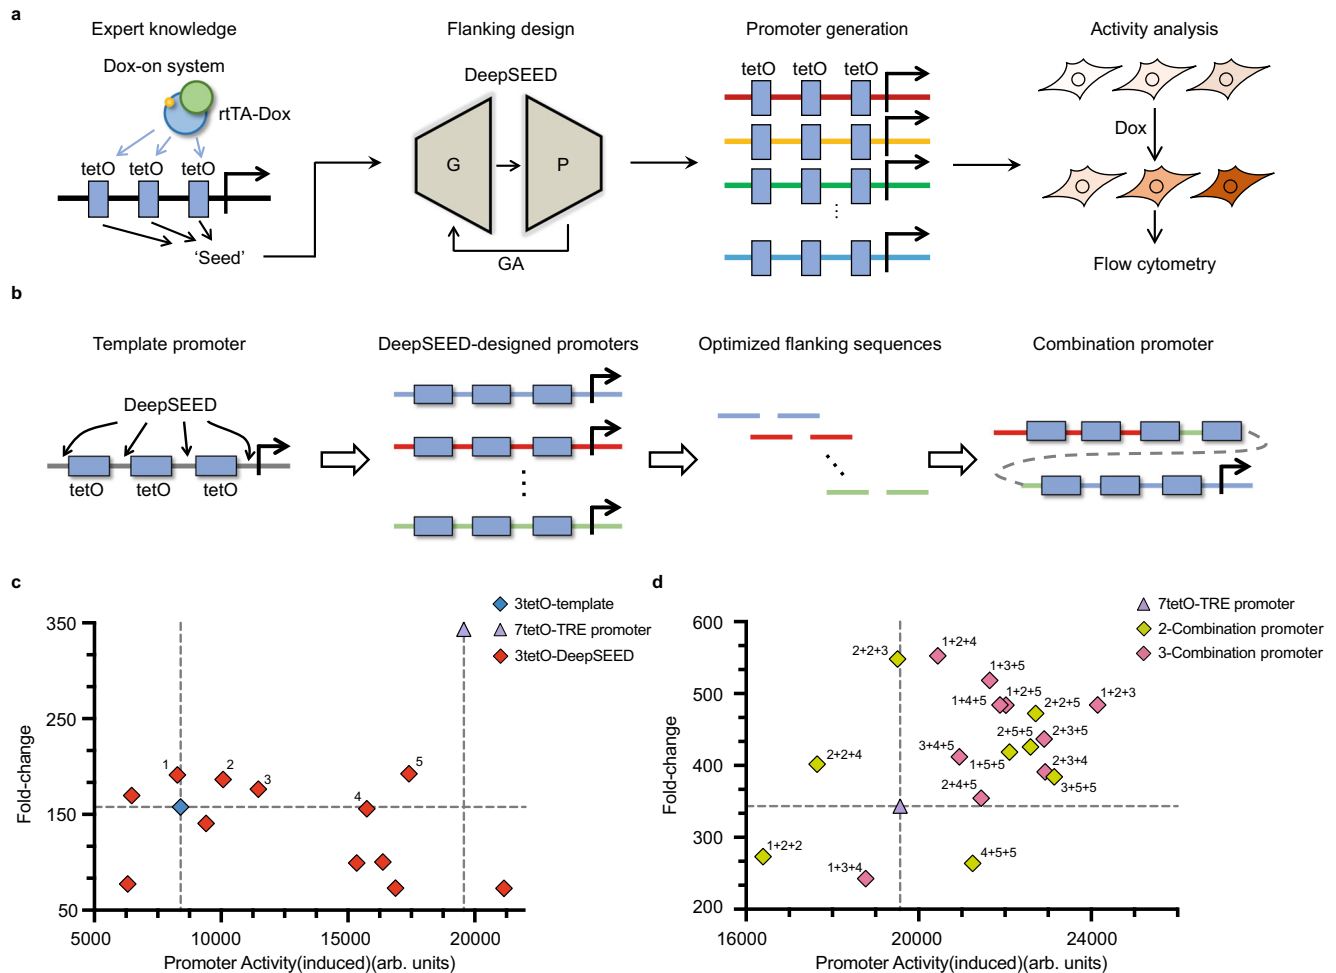 a
Expert knowledge
Flanking design
Promoter generation
Activity analysis
Dox-on system
rtTA-Dox
tetO tetO tetO
'Seed'
DeepSEED
G
P
GA
tetO tetO tetO
Dox
Flow cytometry
b
Template promoter
DeepSEED-designed promoters
Optimized flanking sequences
Combination promoter
DeepSEED
tetO tetO tetO
c
3tetO-template
7tetO-TRE promoter
3tetO-DeepSEED
Fold-change
350
250
150
50
1
2
3
4
5
5000 10000 15000 20000
Promoter Activity(induced)(arb. units)
d
7tetO-TRE promoter
2-Combination promoter
3-Combination promoter
Fold-change
600
500
400
300
200
2+2+3
1+2+4
1+3+5
1+4+5
1+2+5
2+2+5
1+2+3
2+5+5
2+3+5
3+4+5
1+5+5
2+3+4
2+2+4
2+4+5
3+5+5
1+2+2
1+3+4
4+5+5
16000 20000 24000
Promoter Activity(induced)(arb. units)